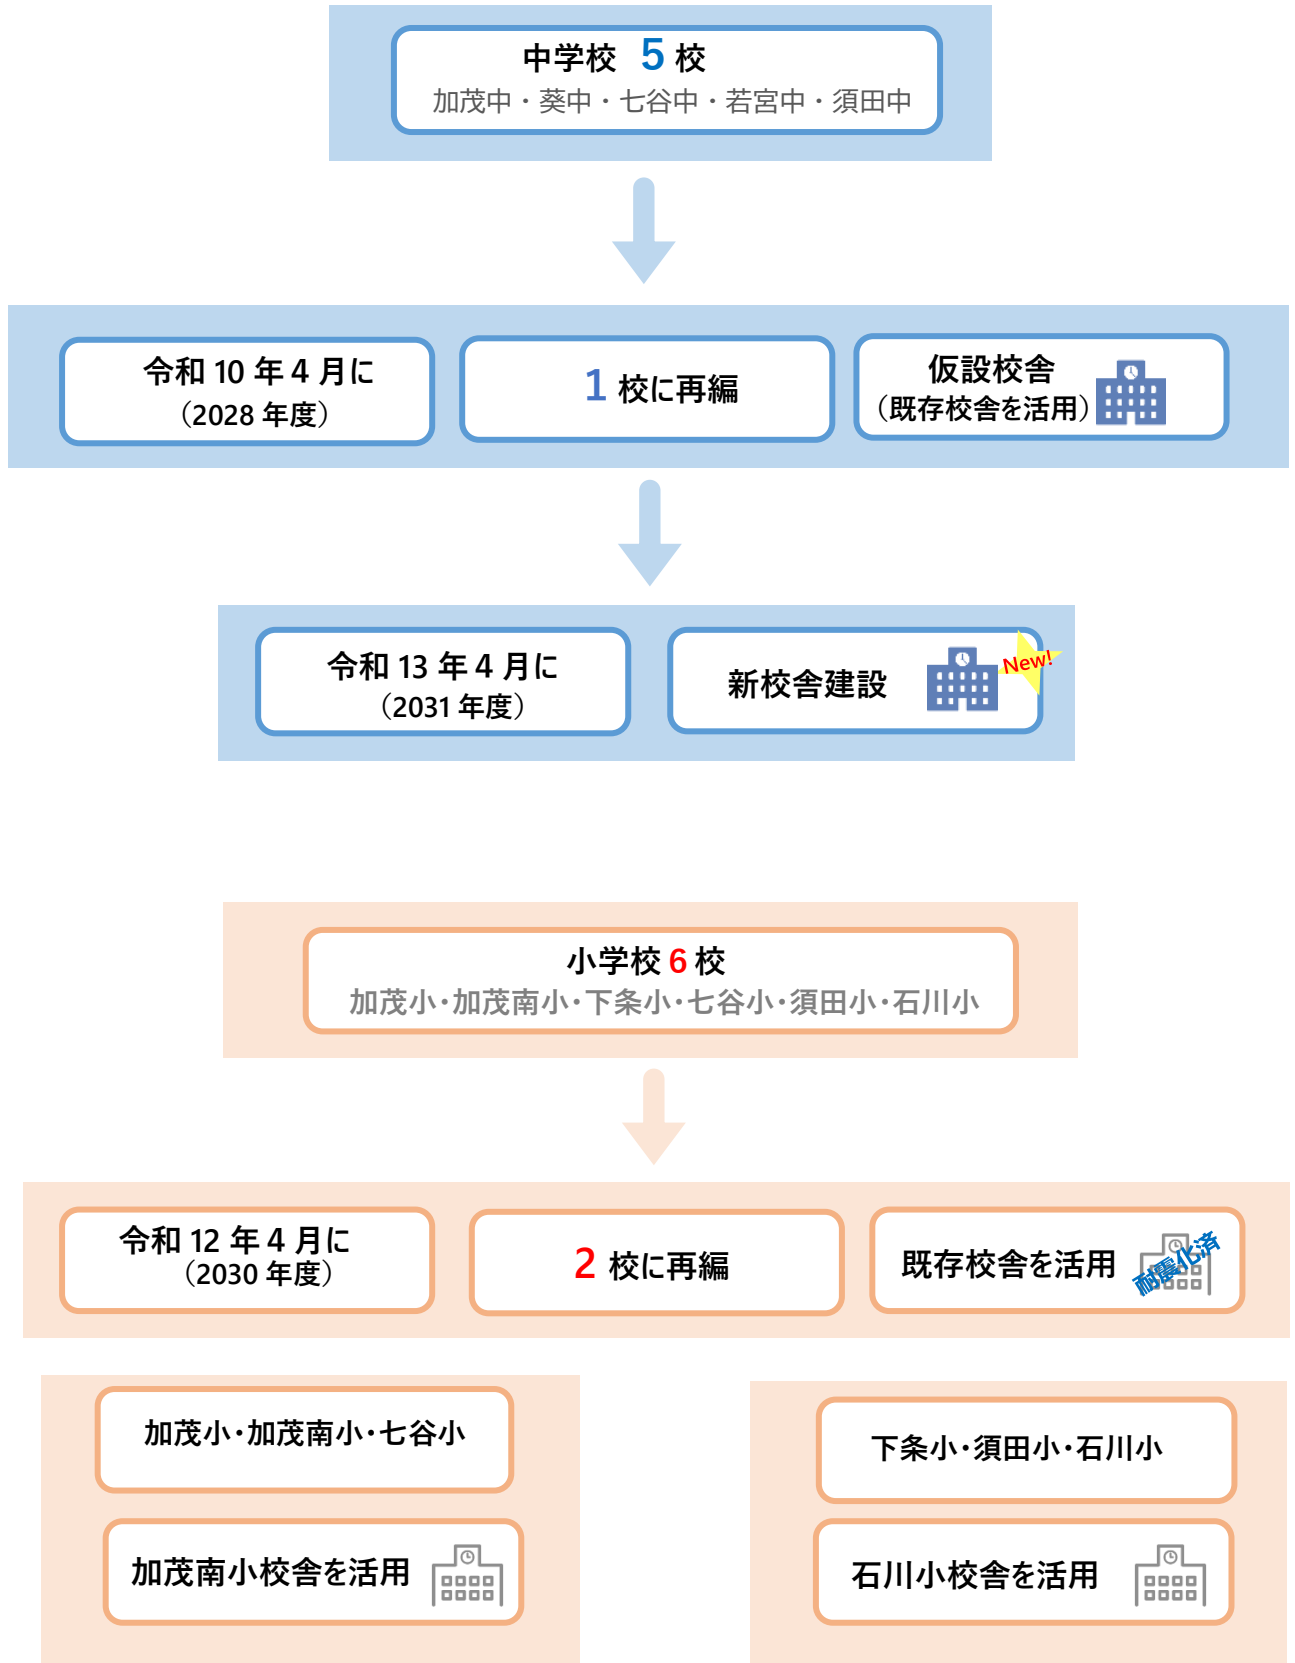 中学校 5 校
加茂中・葵中・七谷中・若宮中・須田中
令和 10 年 4 月に
（2028 年度）
1 校に再編
仮設校舎
（既存校舎を活用）
令和 13 年 4 月に
（2031 年度）
新校舎建設
New!
小学校 6 校
加茂小・加茂南小・下条小・七谷小・須田小・石川小
令和 12 年 4 月に
（2030 年度）
2 校に再編
既存校舎を活用
耐震化済
加茂小・加茂南小・七谷小
加茂南小校舎を活用
下条小・須田小・石川小
石川小校舎を活用